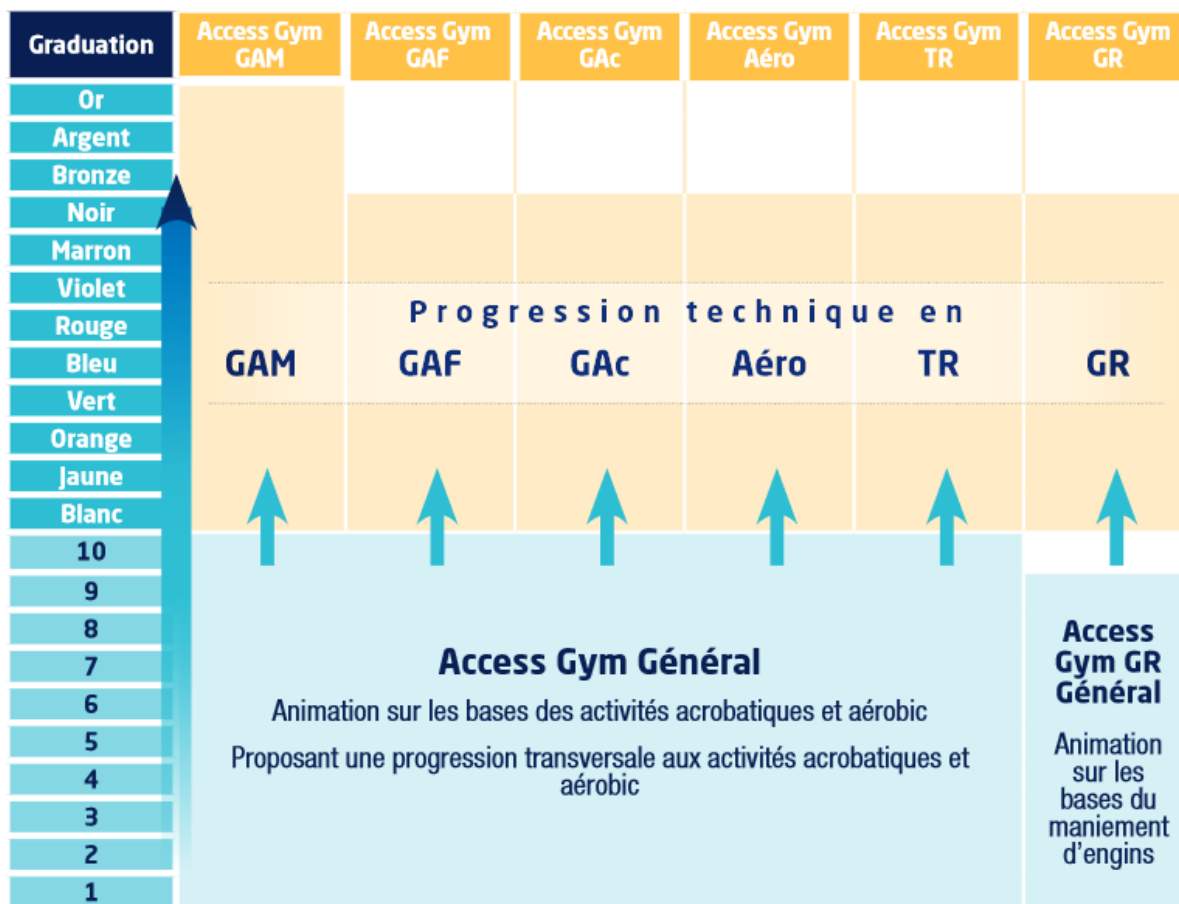 Graduation
Access Gym
GAM
Access Gym
GAF
Access Gym
GAc
Access Gym
Aéro
Access Gym
TR
Access Gym
GR
Or
Argent
Bronze
Noir
Marron
Violet
Rouge
Bleu
Vert
Orange
Jaune
Blanc
10
9
8
7
6
5
4
3
2
1
Progression technique en
GAM
GAF
GAc
Aéro
TR
GR
Access Gym Général
Animation sur les bases des activités acrobatiques et aérobic
Proposant une progression transversale aux activités acrobatiques et
aérobic
Access
Gym GR
Général
Animation
sur les
bases du
maniement
d'engins